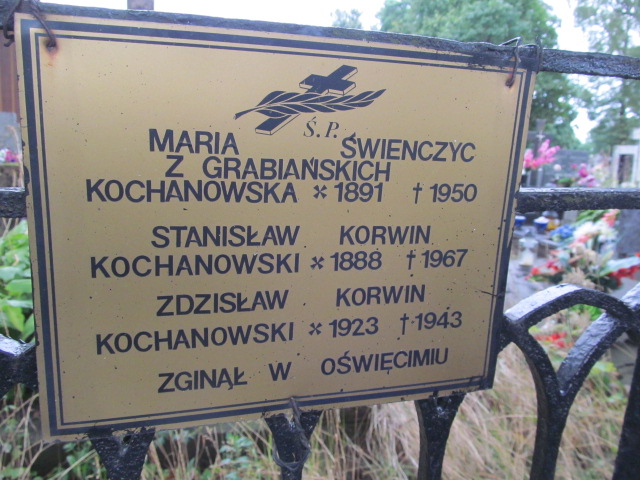 Ś.P.
MARIA ŚWIENCZYC
Z GRABIAŃSKICH
KOCHANOWSKA × 1891 † 1950
STANISŁAW KORWIN
KOCHANOWSKI × 1888 † 1967
ZDZISŁAW KORWIN
KOCHANOWSKI × 1923 † 1943
ZGINĄŁ W OŚWIĘCIMIU